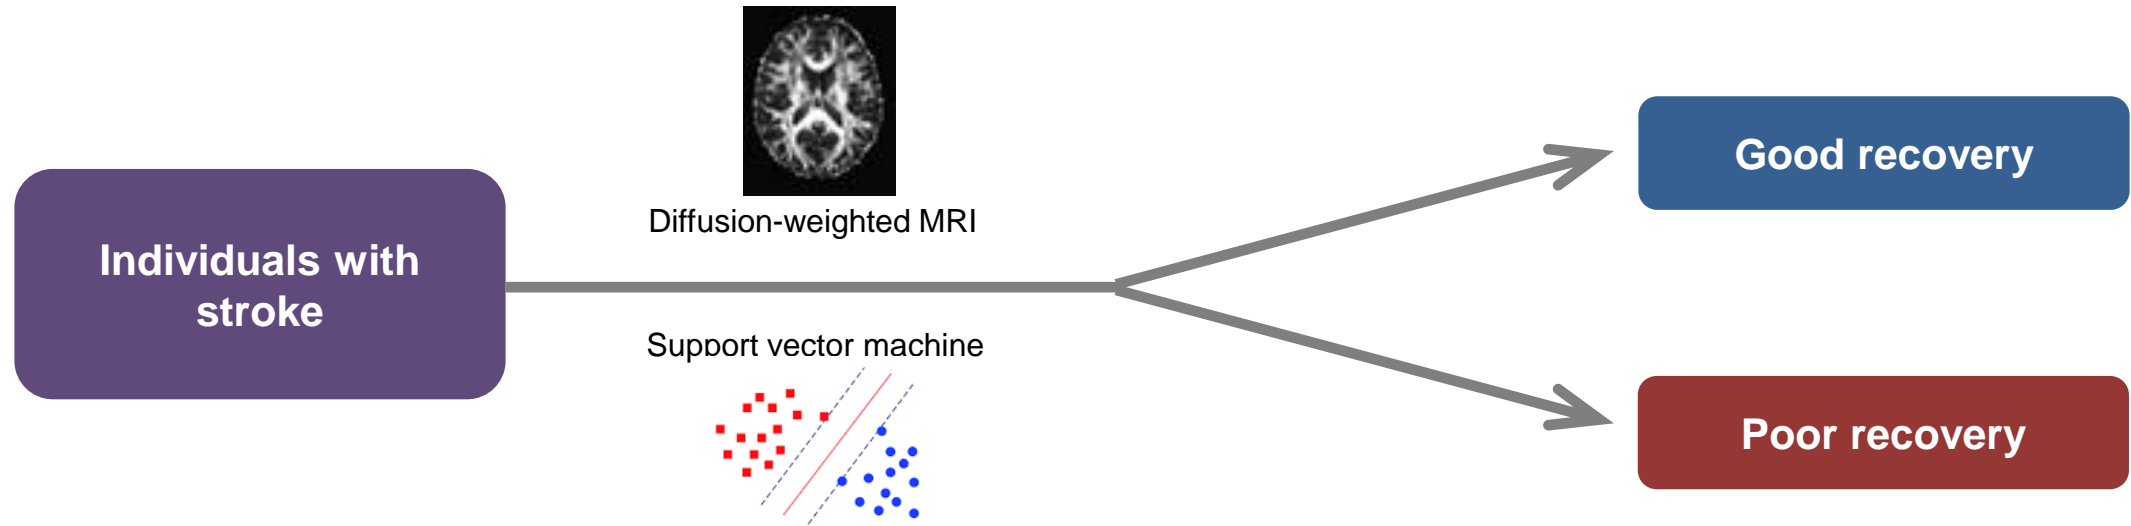 Diffusion-weighted MRI
Individuals with
stroke
Support vector machine
Good recovery
Poor recovery